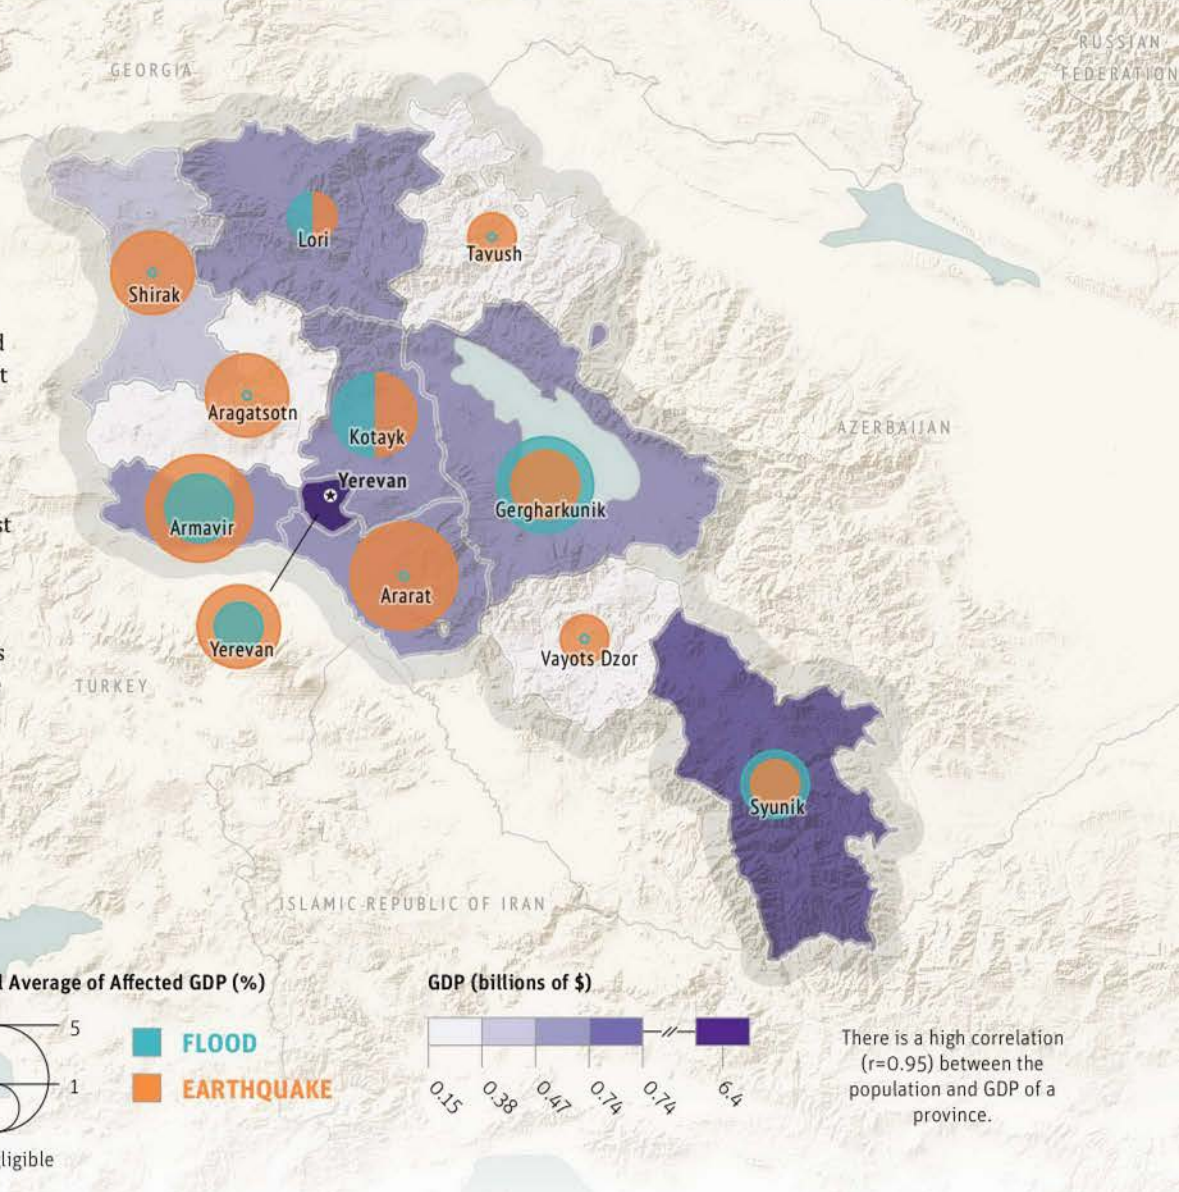 RUSSIAN
FEDERATION
GEORGIA
Lori
Tavush
Shirak
Aragatsotn
Kotayk
AZERBAIJAN
Yerevan
Gergharkunik
Armavir
Ararat
Yerevan
Vayots Dzor
TURKEY
Syunik
ISLAMIC REPUBLIC OF IRAN
l Average of Affected GDP (%)
5
1
ligible
FLOOD
EARTHQUAKE
GDP (billions of $)
0.15
0.38
0.47
0.74
0.74
6.4
There is a high correlation
(r=0.95) between the
population and GDP of a
province.